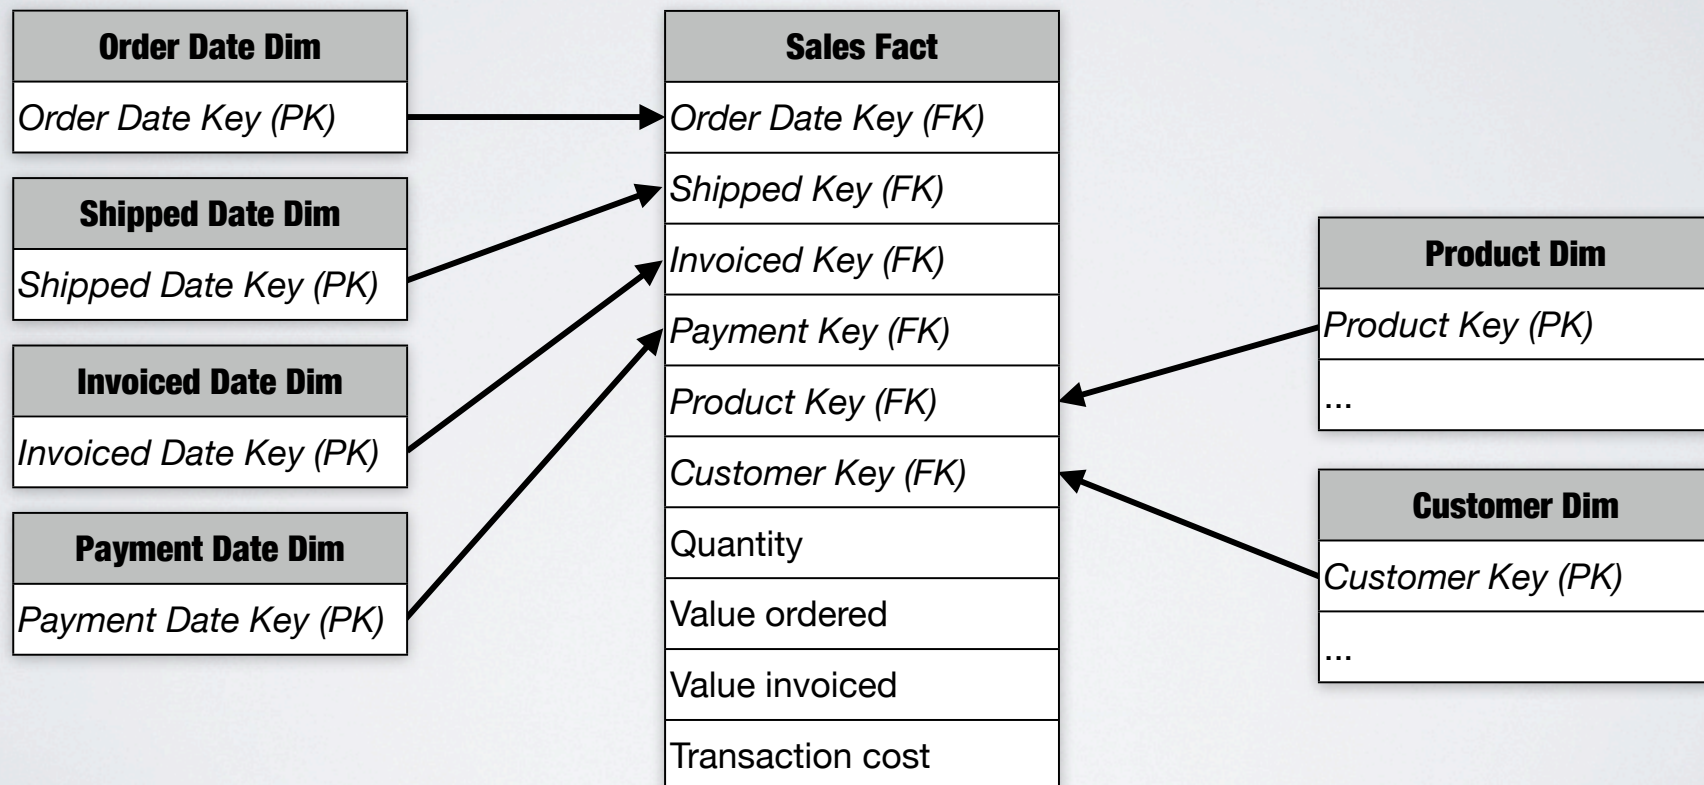 Order Date Dim
Order Date Key (PK)
Shipped Date Dim
Shipped Date Key (PK)
Invoiced Date Dim
Invoiced Date Key (PK)
Payment Date Dim
Payment Date Key (PK)
Sales Fact
Order Date Key (FK)
Shipped Key (FK)
Invoiced Key (FK)
Payment Key (FK)
Product Key (FK)
Customer Key (FK)
Quantity
Value ordered
Value invoiced
Transaction cost
Product Dim
Product Key (PK)
...
Customer Dim
Customer Key (PK)
...